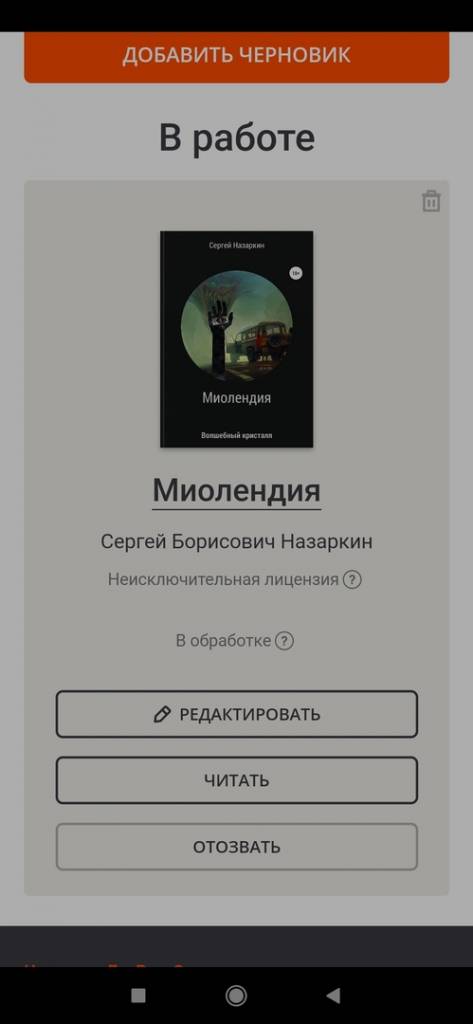 ДОБАВИТЬ ЧЕРНОВИК
В работе
Сергей Назаркин
18+
Миолендия
Волшебный кристалл
Миолендия
Сергей Борисович Назаркин
Неисключительная лицензия ?
В обработке ?
РЕДАКТИРОВАТЬ
ЧИТАТЬ
ОТОЗВАТЬ